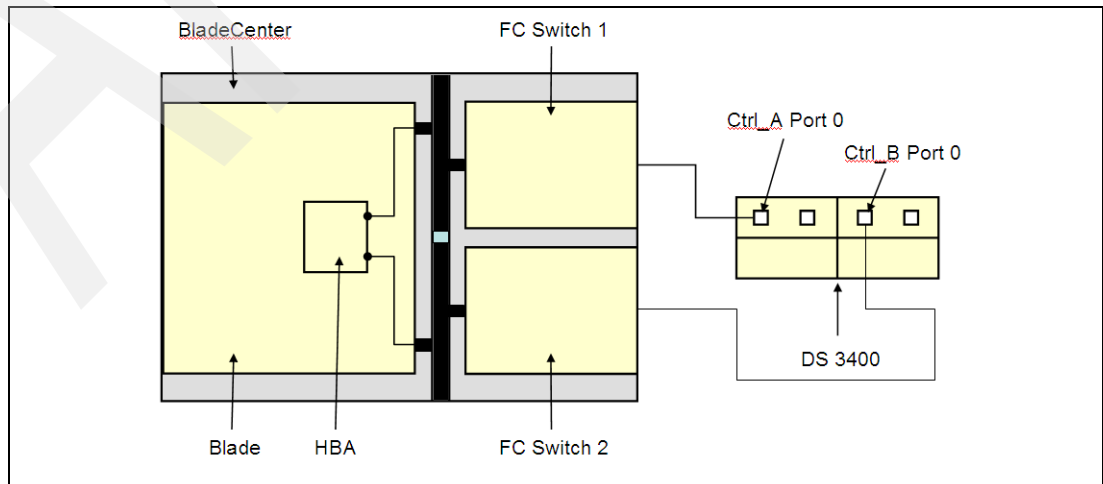 BladeCenter
FC Switch 1
Ctrl_A Port 0
Ctrl_B Port 0
DS 3400
Blade
HBA
FC Switch 2